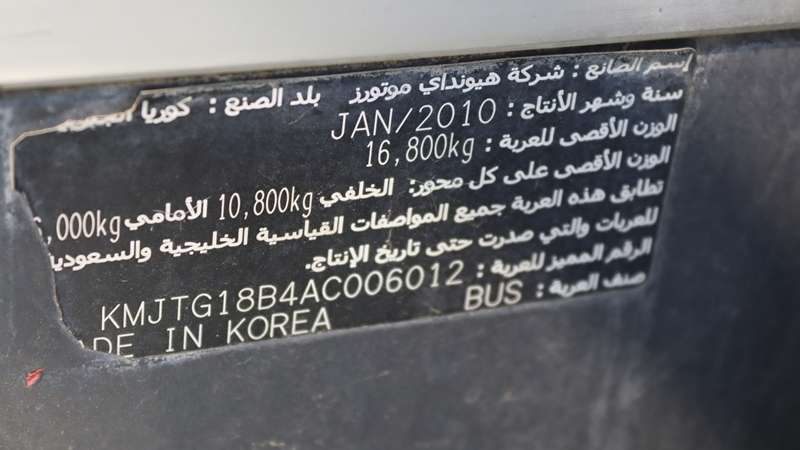 إسم الصانع : شركة هيونداي موتورز بلد الصنع : كوريا
سنة وشهر الأنتاج : JAN/2010
الوزن الأقصى للعربة : 16,800kg
الوزن الأقصى على كل محور: الخلفي 10,800kg الأمامي ,000kg
تطابق هذه العربة جميع المواصفات القياسية الخليجية والسعودية
للعربات والتي صدرت حتى تاريخ الإنتاج.
الرقم المميز للعربة : KMJTG18B4AC006012
صنف العربة : BUS
ADE IN KOREA